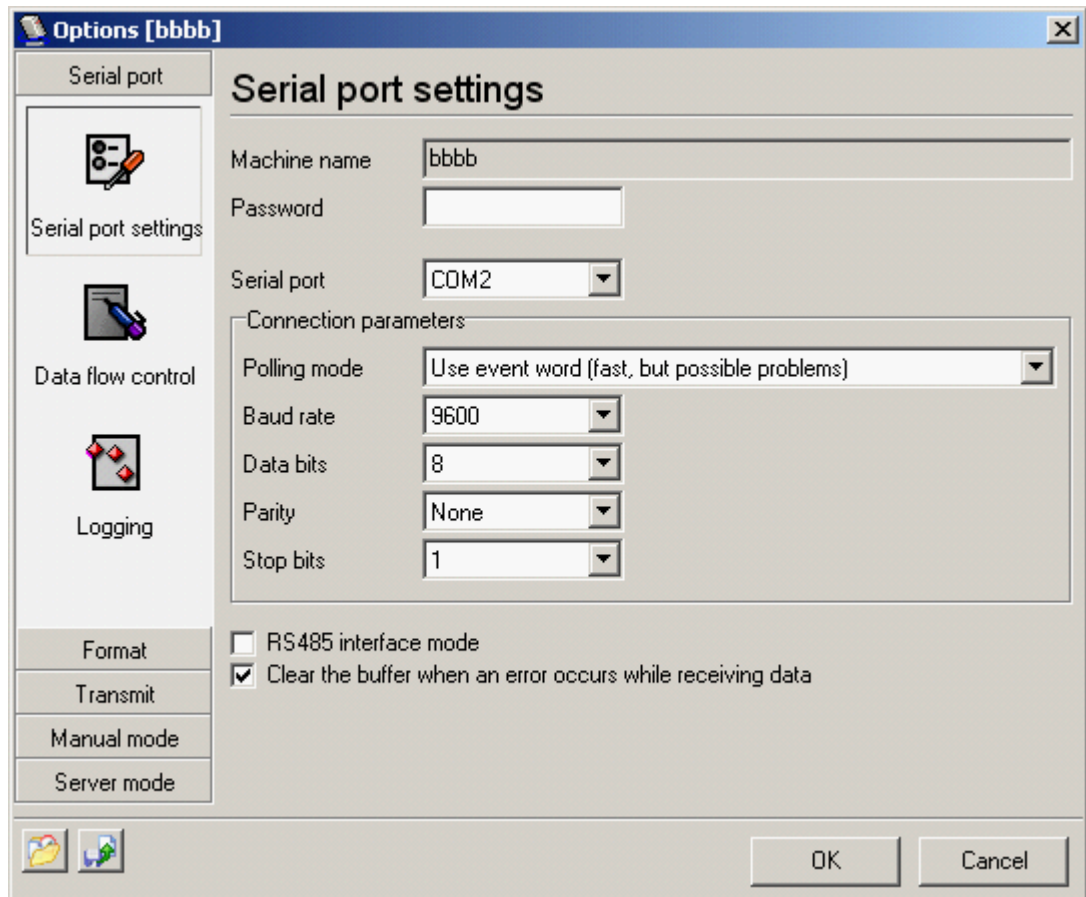 Options [bbbb]
Serial port
Serial port settings
Data flow control
Logging
Format
Transmit
Manual mode
Server mode
Serial port settings
Machine name bbbb
Password
Serial port COM2
Connection parameters
Polling mode Use event word (fast, but possible problems)
Baud rate 9600
Data bits 8
Parity None
Stop bits 1
RS485 interface mode
Clear the buffer when an error occurs while receiving data
OK Cancel